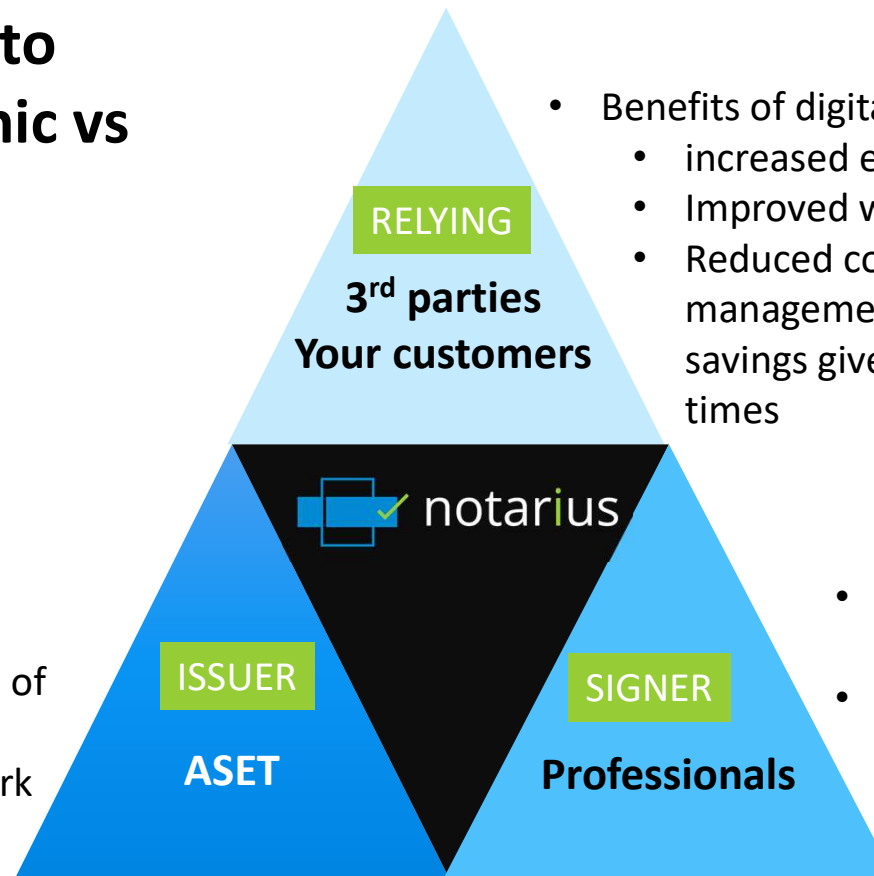 to
nic vs
• Benefits of digita
• increased e
• Improved w
• Reduced co
manageme
savings give
times
RELYING
3rd parties
Your customers
notarius
•
of
ISSUER
SIGNER
•
ASET
Professionals
rk